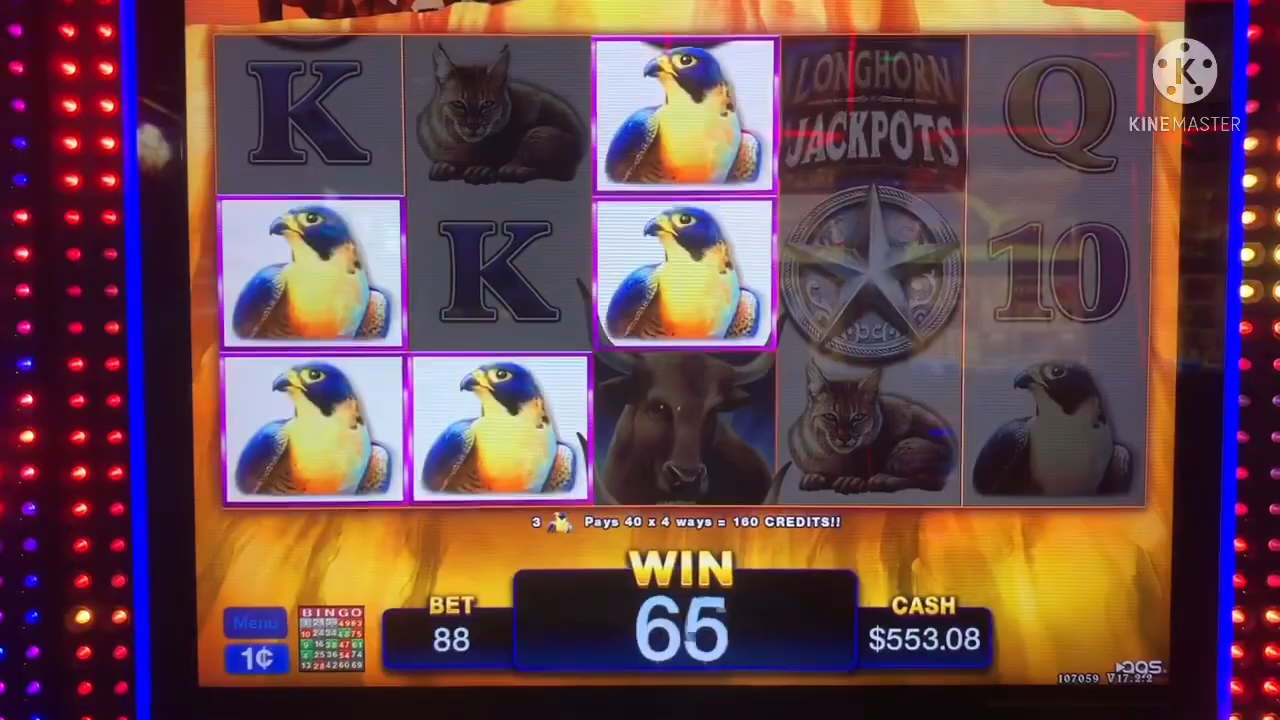 K
LONGHORN
JACKPOTS
Q
K
KINEMASTER
K
10
3 Pays 40 x 4 ways = 160 CREDITS!!
WIN
65
BET
88
CASH
$553.08
Menu
1¢
BINGO
AGS
107059 V17.2.2